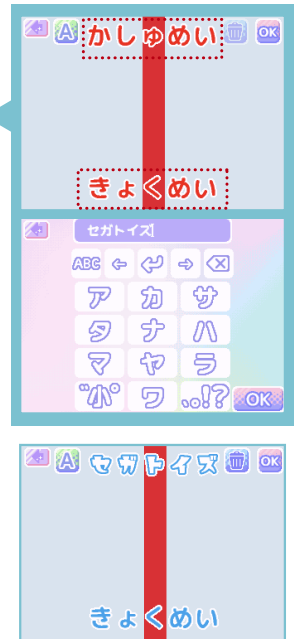 A かしゅめい OK
きょくめい
セガトイズ
ABC ← ↵ → ⌫
ア カ サ
タ ナ ハ
マ ヤ ラ
゛小゜ ワ 、。!? OK
A セガトイズ OK
きょくめい